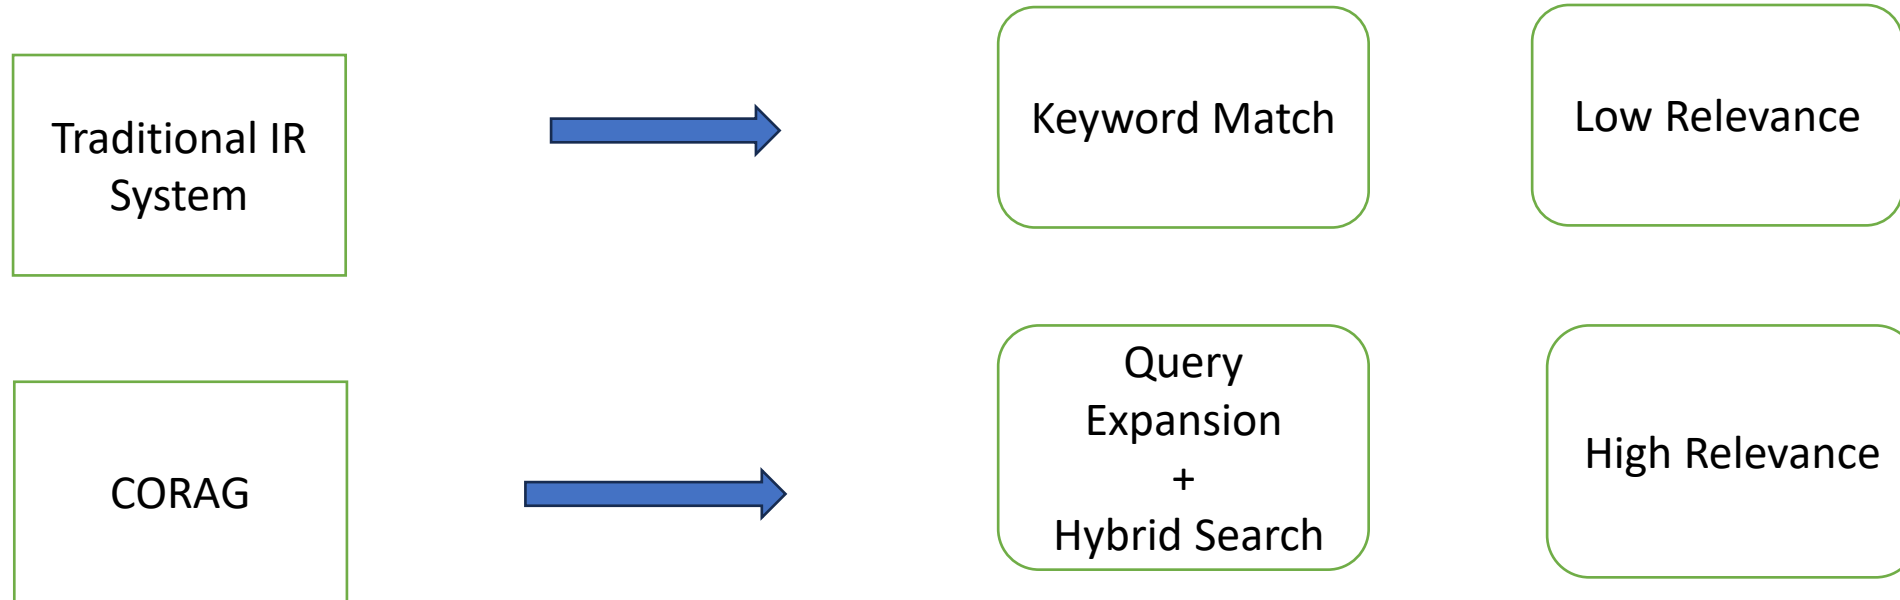 Traditional IR
System
Keyword Match
Low Relevance
CORAG
Query
Expansion
+
Hybrid Search
High Relevance